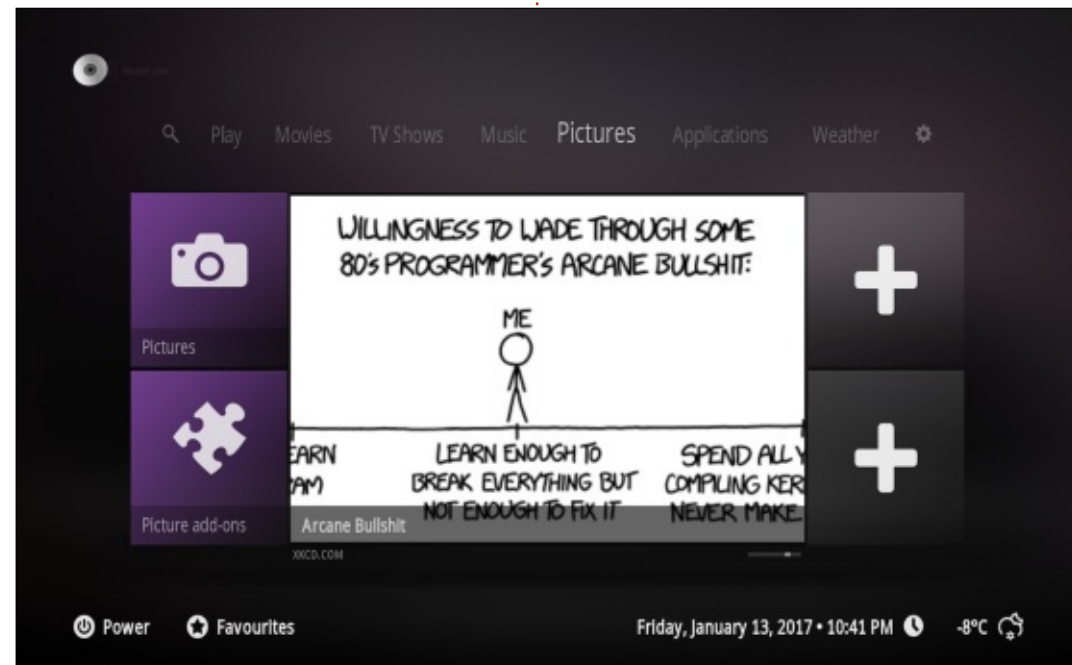 Play Movies TV Shows Music Pictures Applications Weather
WILLINGNESS TO WADE THROUGH SOME
80'S PROGRAMMER'S ARCANE BULLSHIT:
ME
Pictures
EARN LEARN ENOUGH TO SPEND ALL Y
AM) BREAK EVERYTHING BUT COMPILING KER
NOT ENOUGH TO FIX IT NEVER MAKE
Picture add-ons
Arcane Bullshit
XKCD.COM
Power Favourites Friday, January 13, 2017 • 10:41 PM -8°C